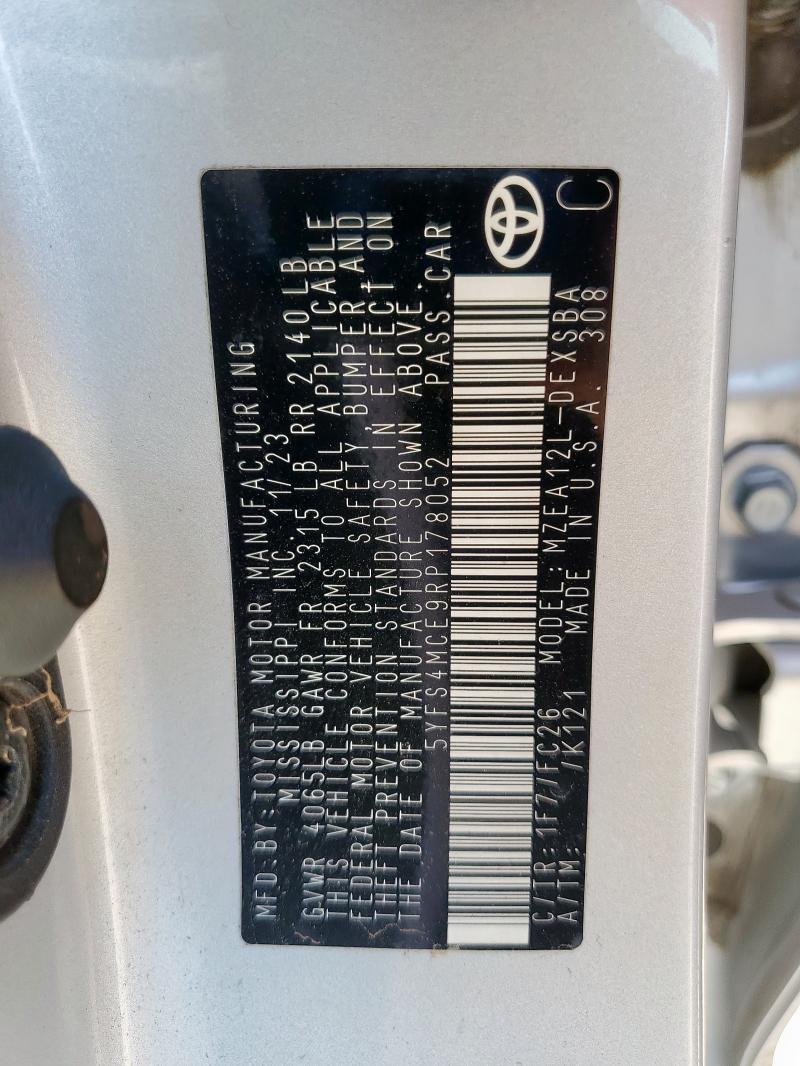 MFD. BY: TOYOTA MOTOR MANUFACTURING
MISSISSIPPI INC. 11/23
GVWR 4065LB GAWR FR 2315 LB RR 2140 LB
THIS VEHICLE CONFORMS TO ALL APPLICABLE
FEDERAL MOTOR VEHICLE SAFETY, BUMPER AND
THEFT PREVENTION STANDARDS IN EFFECT ON
THE DATE OF MANUFACTURE SHOWN ABOVE.
5YFS4MCE9RP178052 PASS.CAR
C/TR: 1F7/FC26 MODEL: MZEA12L-DEXSBA
A/TM: /K121 MADE IN U.S.A. 308
C